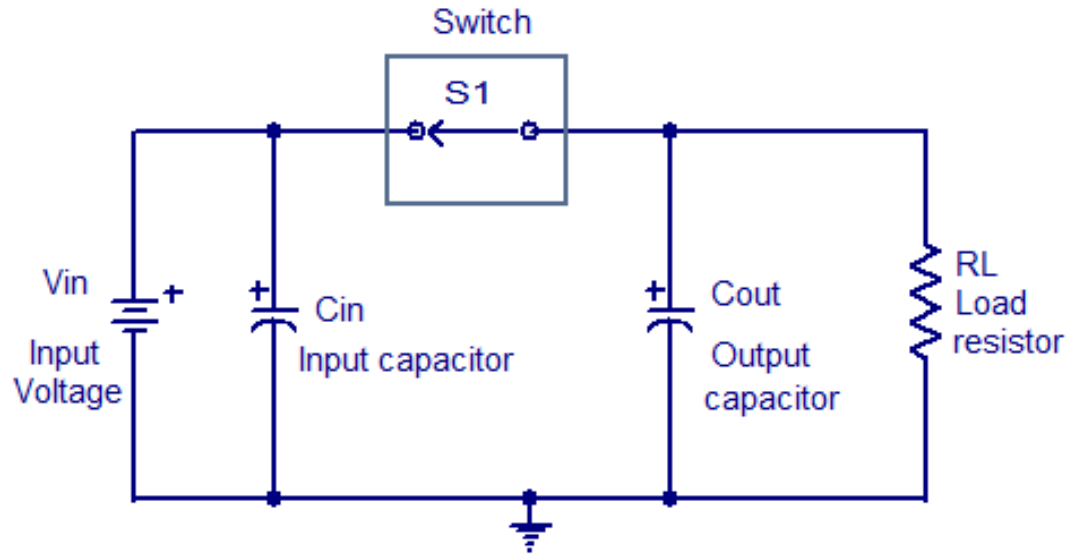 Switch
S1
Vin
+
Input
Voltage
+
Cin
Input capacitor
+
Cout
Output
capacitor
RL
Load
resistor